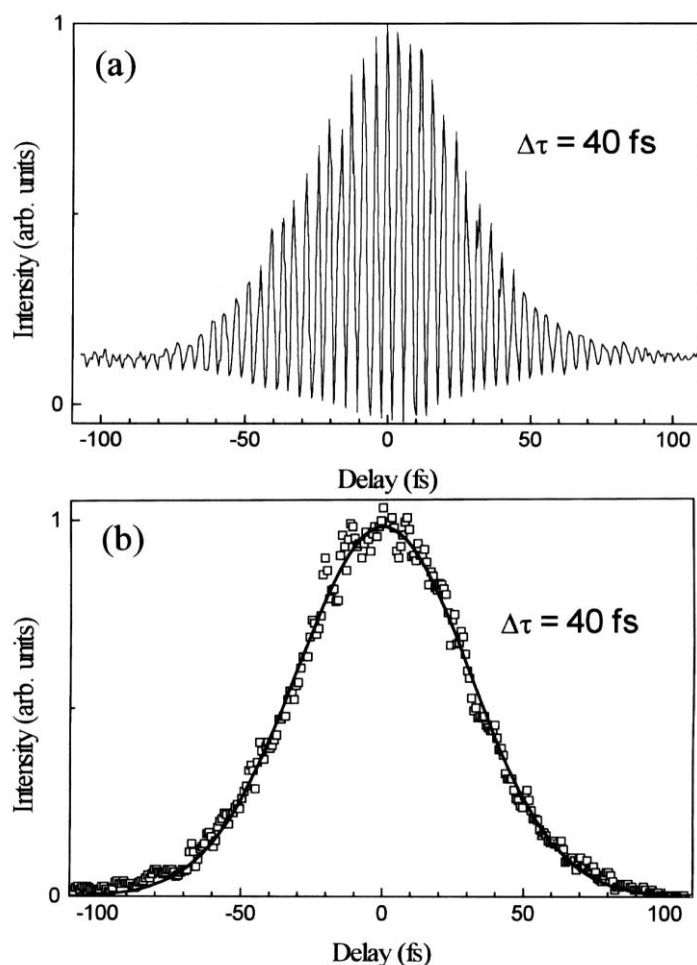 (a)
1
Δτ = 40 fs
Intensity (arb. units)
0
-100 -50 0 50 100
Delay (fs)
(b)
1
Δτ = 40 fs
Intensity (arb. units)
0
-100 -50 0 50 100
Delay (fs)